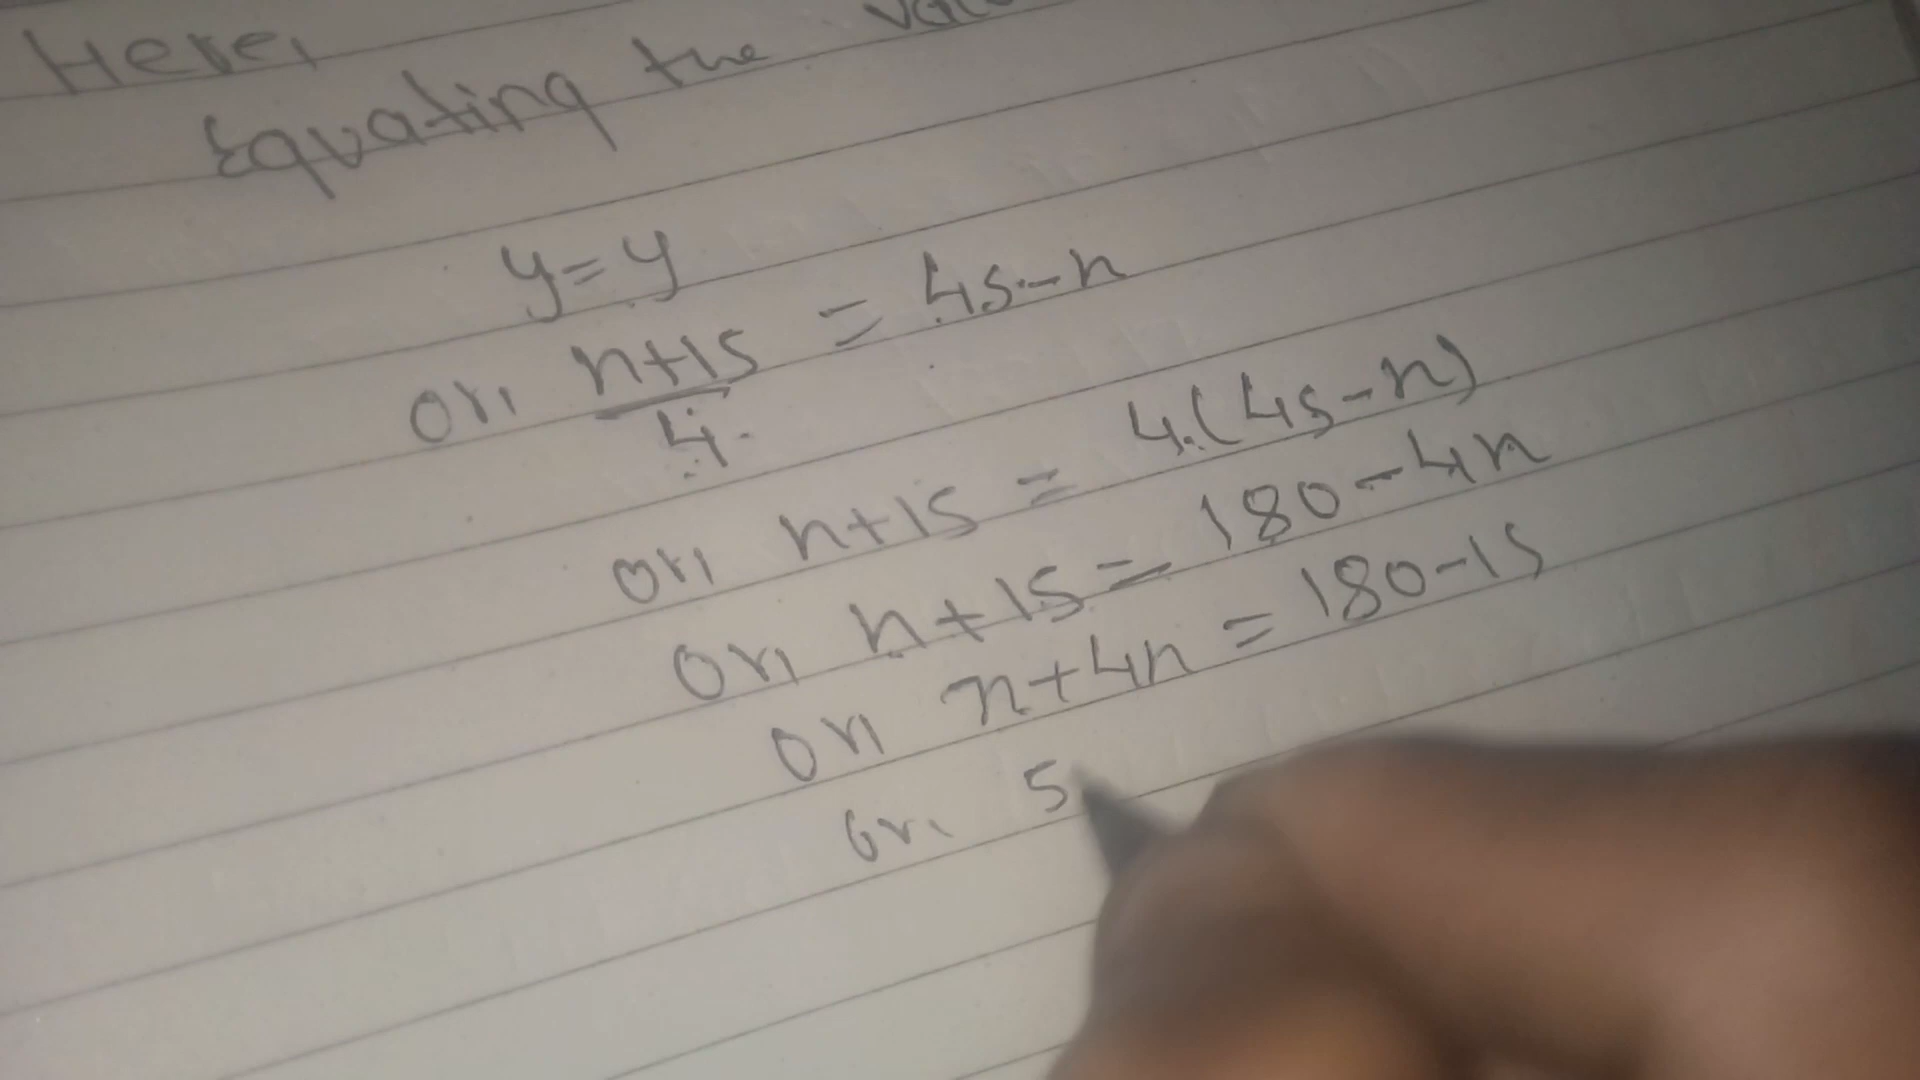 Here,
Equating the
y=y
or, n+15/4 = 45-n
or, n+15 = 4.(45-n)
or, n+15 = 180-4n
or, n+4n = 180-15
or, 5